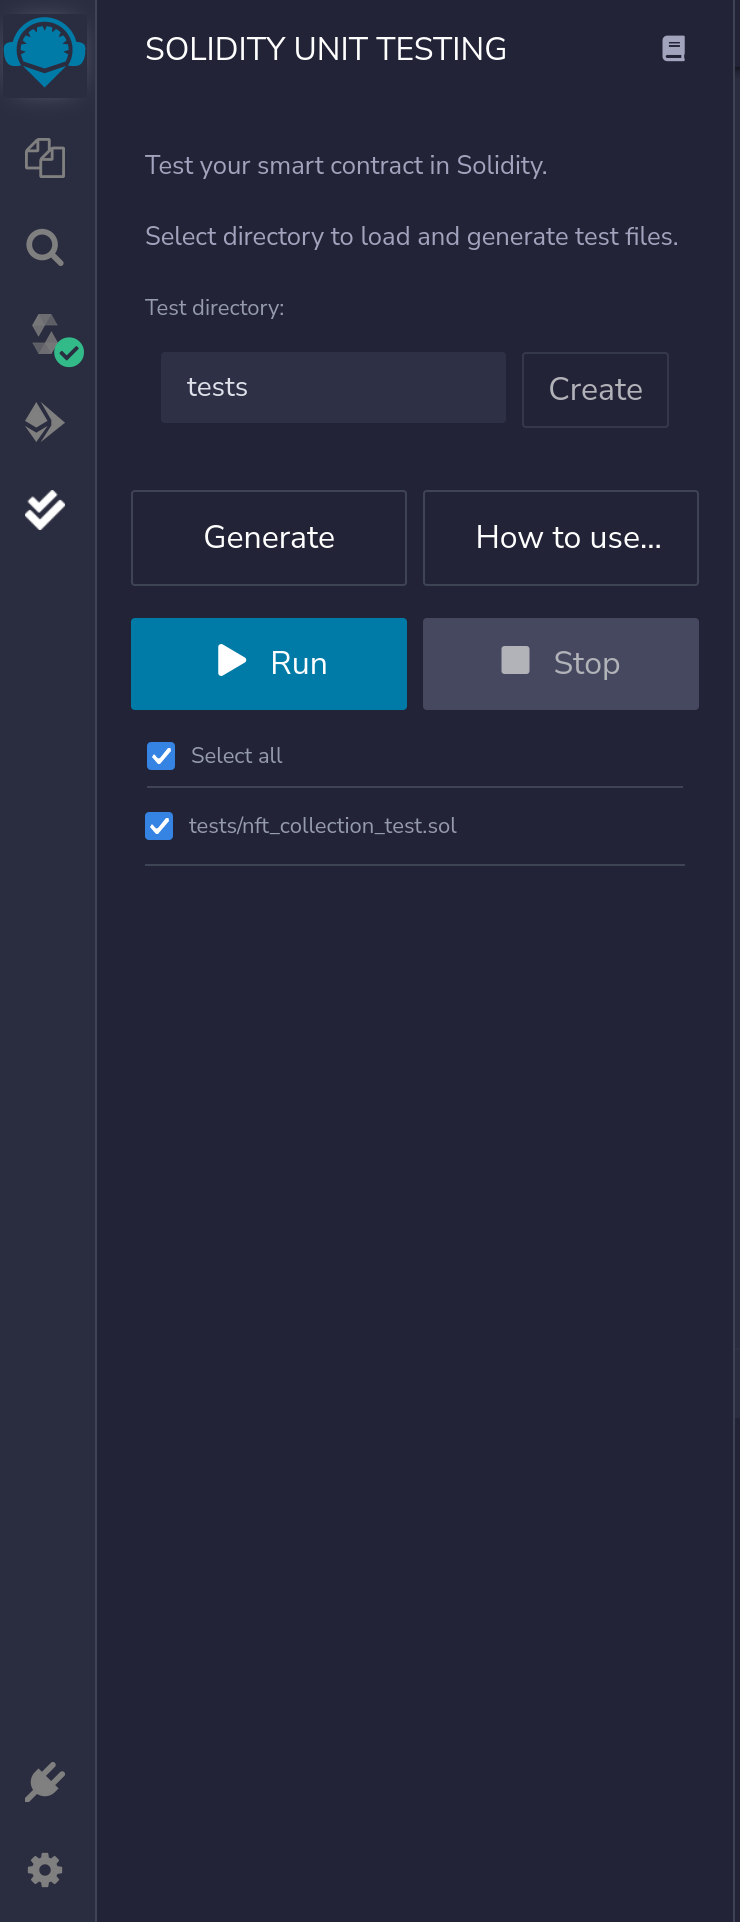 SOLIDITY UNIT TESTING
Test your smart contract in Solidity.
Select directory to load and generate test files.
Test directory:
tests
Create
Generate
How to use...
Run
Stop
Select all
tests/nft_collection_test.sol